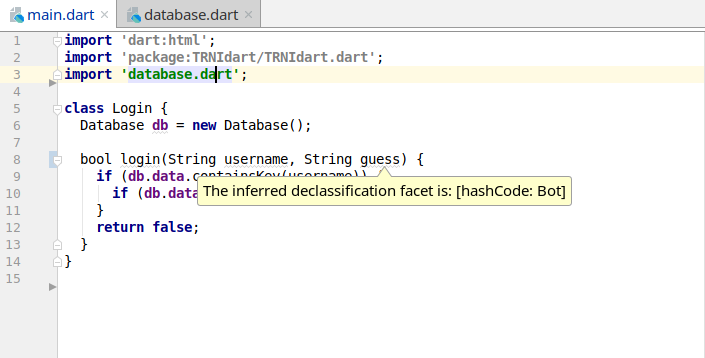 main.dart
database.dart
1 import 'dart:html';
2 import 'package:TRNIdart/TRNIdart.dart';
3 import 'database.dart';
4
5 class Login {
6 Database db = new Database();
7
8 bool login(String username, String guess) {
9 if (db.data.containsKey(username)) {
The inferred declassification facet is: [hashCode: Bot]
10 if (db.data
11 }
12 return false;
13 }
14 }
15